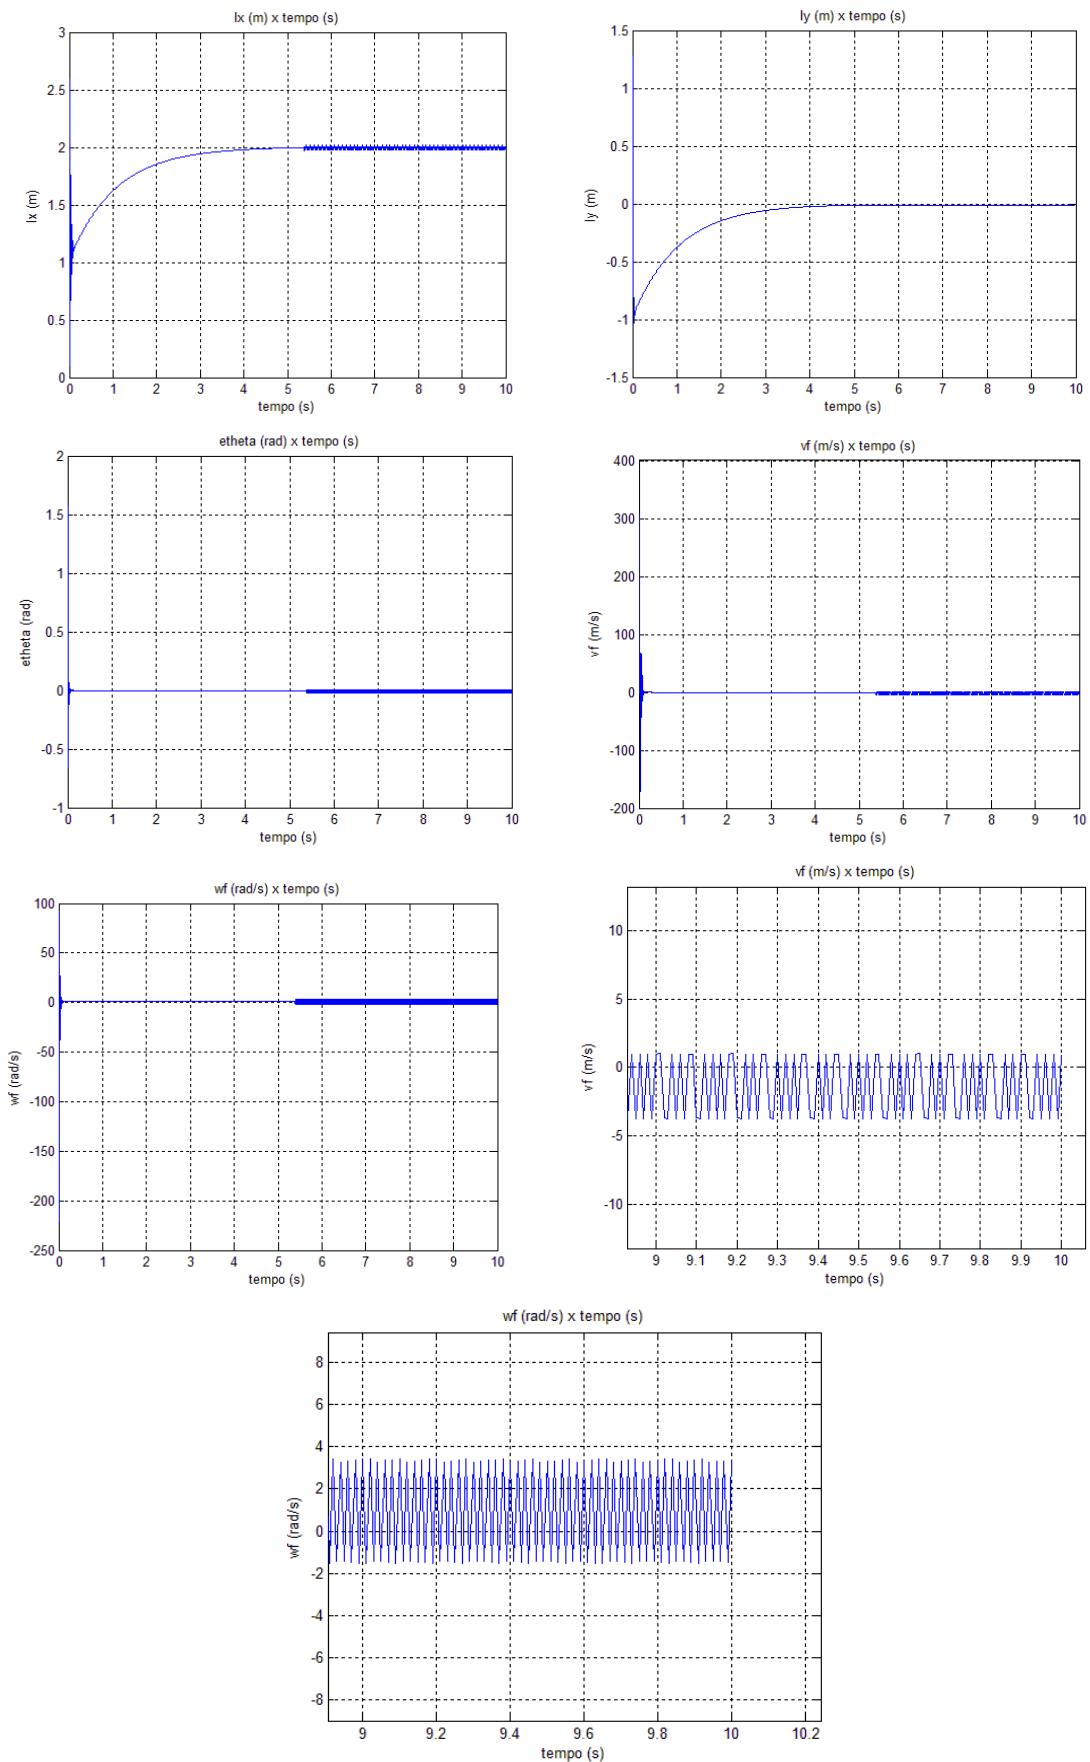 lx (m) x tempo (s)
3
2.5
2
1.5
1
0.5
0
lx (m)
0 1 2 3 4 5 6 7 8 9 10
tempo (s)
ly (m) x tempo (s)
1.5
1
0.5
0
-0.5
-1
-1.5
ly (m)
0 1 2 3 4 5 6 7 8 9 10
tempo (s)
etheta (rad) x tempo (s)
2
1.5
1
0.5
0
-0.5
-1
etheta (rad)
0 1 2 3 4 5 6 7 8 9 10
tempo (s)
vf (m/s) x tempo (s)
400
300
200
100
0
-100
-200
vf (m/s)
0 1 2 3 4 5 6 7 8 9 10
tempo (s)
wf (rad/s) x tempo (s)
100
50
0
-50
-100
-150
-200
-250
wf (rad/s)
0 1 2 3 4 5 6 7 8 9 10
tempo (s)
vf (m/s) x tempo (s)
10
5
0
-5
-10
vf (m/s)
9 9.1 9.2 9.3 9.4 9.5 9.6 9.7 9.8 9.9 10
tempo (s)
wf (rad/s) x tempo (s)
8
6
4
2
0
-2
-4
-6
-8
wf (rad/s)
9 9.2 9.4 9.6 9.8 10 10.2
tempo (s)